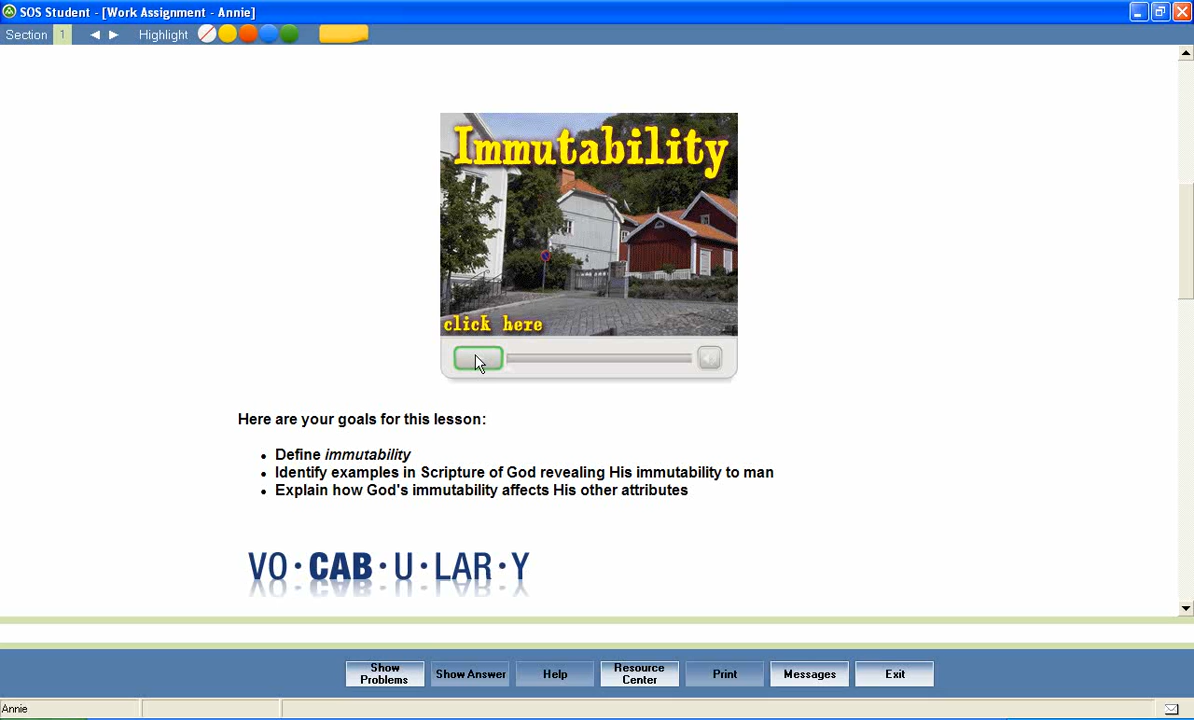 SOS Student - [Work Assignment - Annie]
Section 1 Highlight
Immutability
click here
Here are your goals for this lesson:
Define immutability
Identify examples in Scripture of God revealing His immutability to man
Explain how God's immutability affects His other attributes
VO·CAB·U·LAR·Y
Show Problems Show Answer Help Resource Center Print Messages Exit
Annie